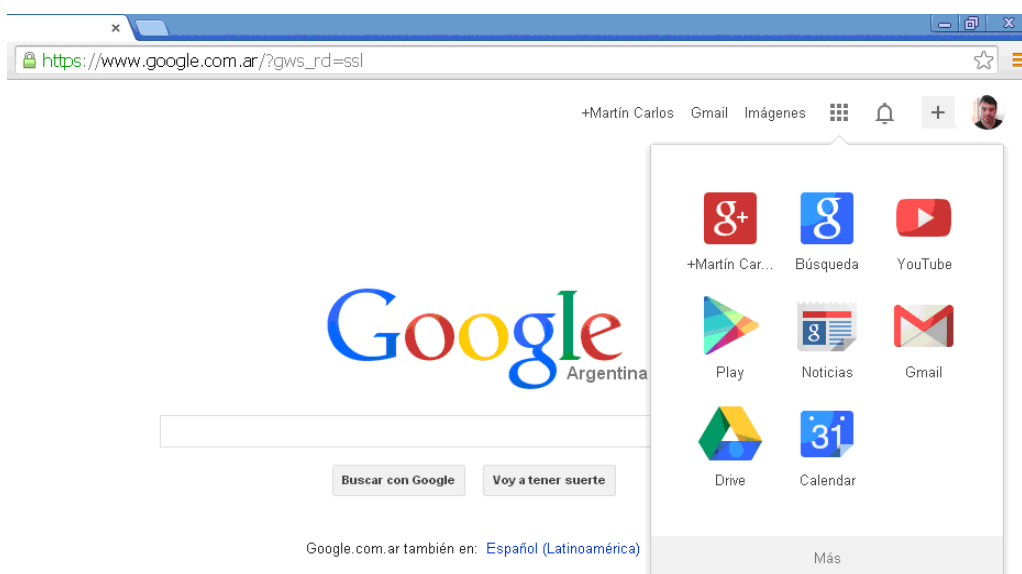 https://www.google.com.ar/?gws_rd=ssl
+Martín Carlos Gmail Imágenes
g+ g
+Martín Car... Búsqueda YouTube
Google
Argentina
g
Play Noticias Gmail
31
Drive Calendar
Buscar con Google Voy a tener suerte
Google.com.ar también en: Español (Latinoamérica)
Más